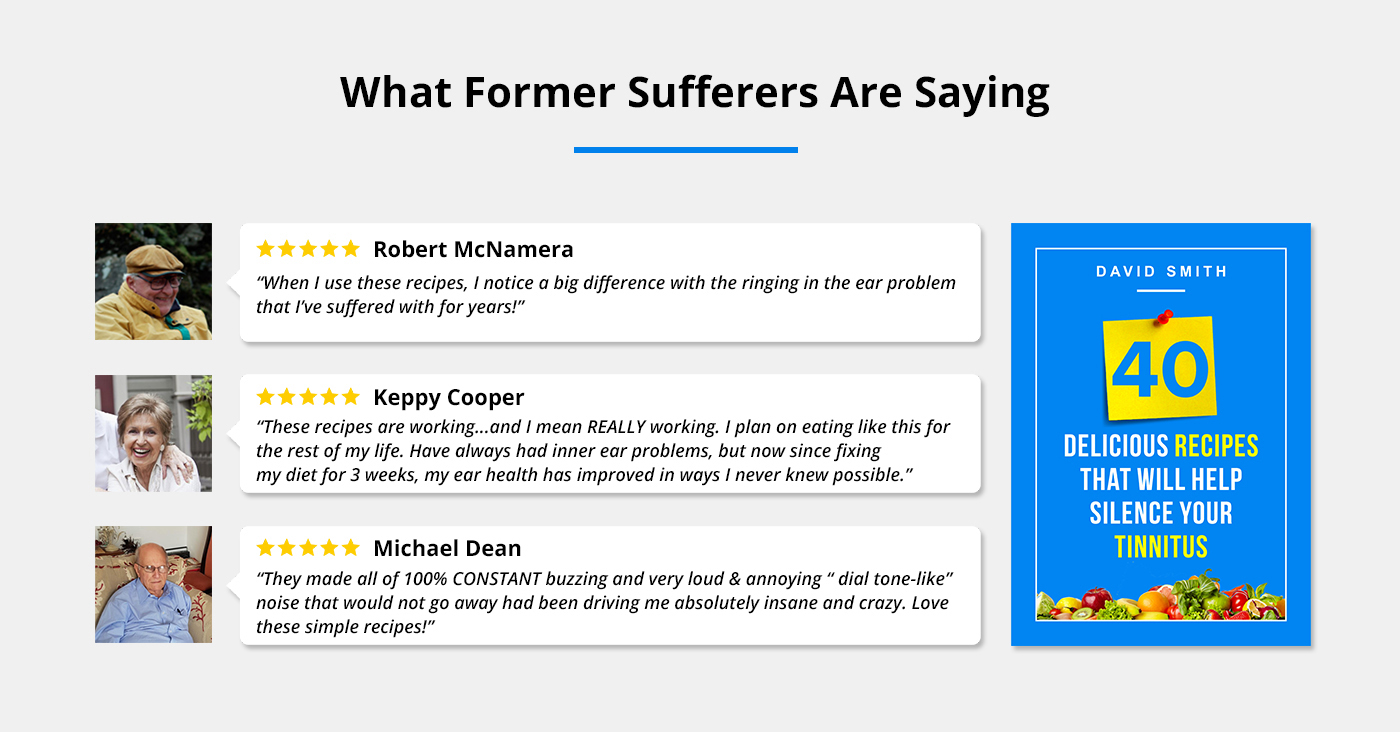 What Former Sufferers Are Saying
Robert McNamera
“When I use these recipes, I notice a big difference with the ringing in the ear problem
that I’ve suffered with for years!”
Keppy Cooper
“These recipes are working...and I mean REALLY working. I plan on eating like this for
the rest of my life. Have always had inner ear problems, but now since fixing
my diet for 3 weeks, my ear health has improved in ways I never knew possible.”
Michael Dean
“They made all of 100% CONSTANT buzzing and very loud & annoying “ dial tone-like”
noise that would not go away had been driving me absolutely insane and crazy. Love
these simple recipes!”
DAVID SMITH
40
DELICIOUS RECIPES
THAT WILL HELP
SILENCE YOUR
TINNITUS